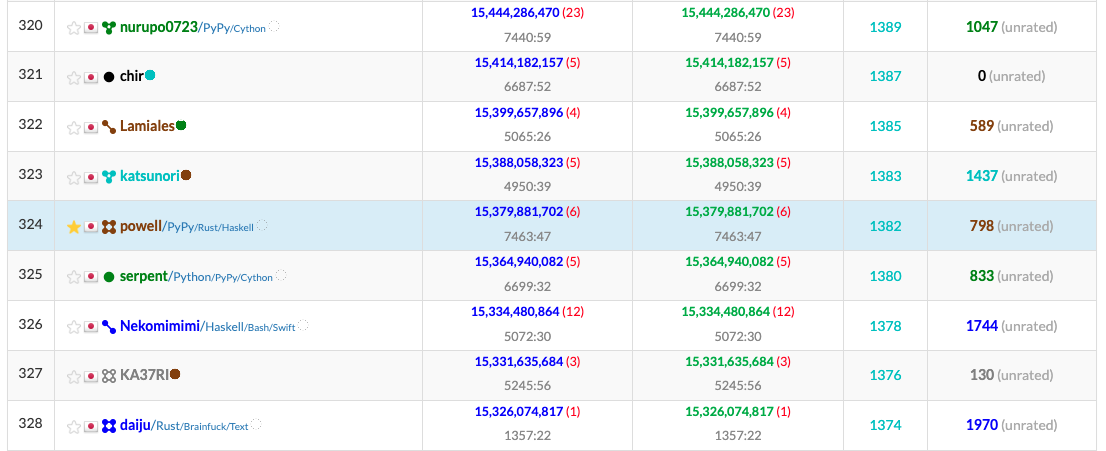 320 nurupo0723/PyPy/Cython 15,444,286,470 (23) 15,444,286,470 (23) 1389 1047 (unrated)
7440:59 7440:59
321 chir 15,414,182,157 (5) 15,414,182,157 (5) 1387 0 (unrated)
6687:52 6687:52
322 Lamiales 15,399,657,896 (4) 15,399,657,896 (4) 1385 589 (unrated)
5065:26 5065:26
323 katsunori 15,388,058,323 (5) 15,388,058,323 (5) 1383 1437 (unrated)
4950:39 4950:39
324 powell/PyPy/Rust/Haskell 15,379,881,702 (6) 15,379,881,702 (6) 1382 798 (unrated)
7463:47 7463:47
325 serpent/Python/PyPy/Cython 15,364,940,082 (5) 15,364,940,082 (5) 1380 833 (unrated)
6699:32 6699:32
326 Nekomimimi/Haskell/Bash/Swift 15,334,480,864 (12) 15,334,480,864 (12) 1378 1744 (unrated)
5072:30 5072:30
327 KA37RI 15,331,635,684 (3) 15,331,635,684 (3) 1376 130 (unrated)
5245:56 5245:56
328 daiju/Rust/Brainfuck/Text 15,326,074,817 (1) 15,326,074,817 (1) 1374 1970 (unrated)
1357:22 1357:22